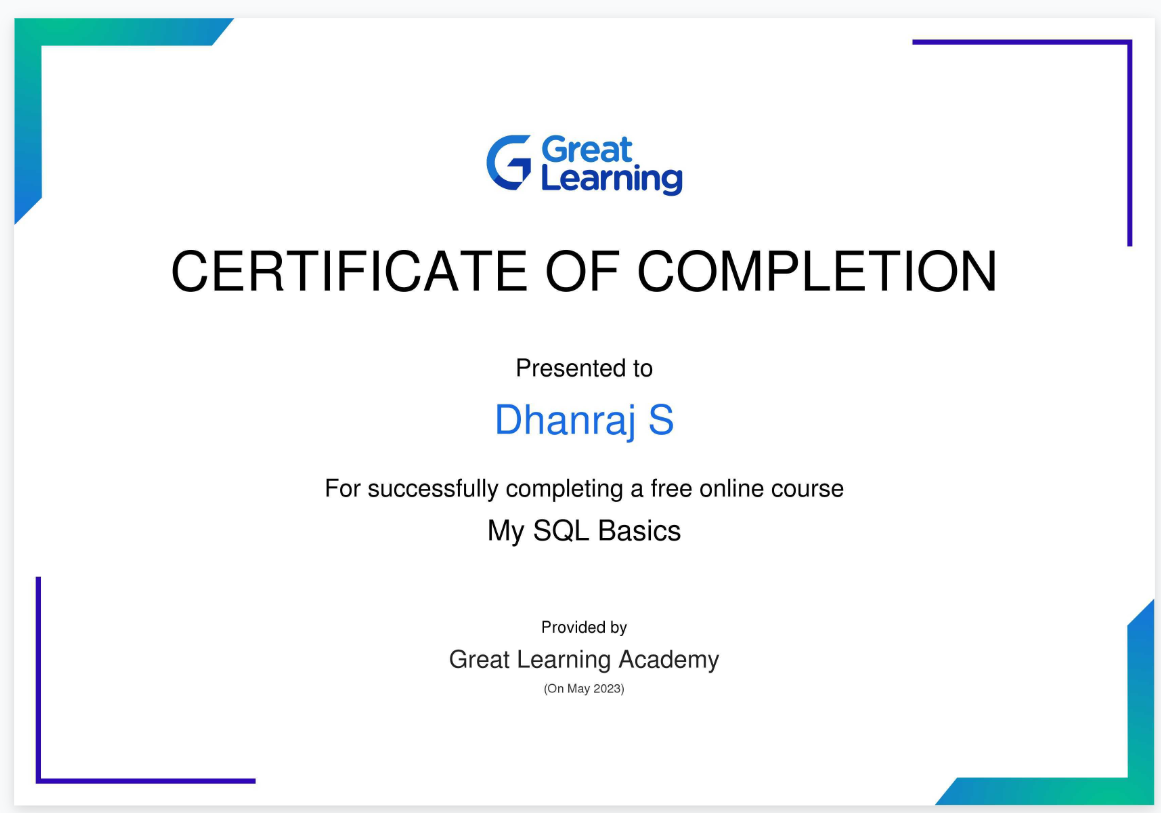 Great
Learning
CERTIFICATE OF COMPLETION
Presented to
Dhanraj S
For successfully completing a free online course
My SQL Basics
Provided by
Great Learning Academy
(On May 2023)